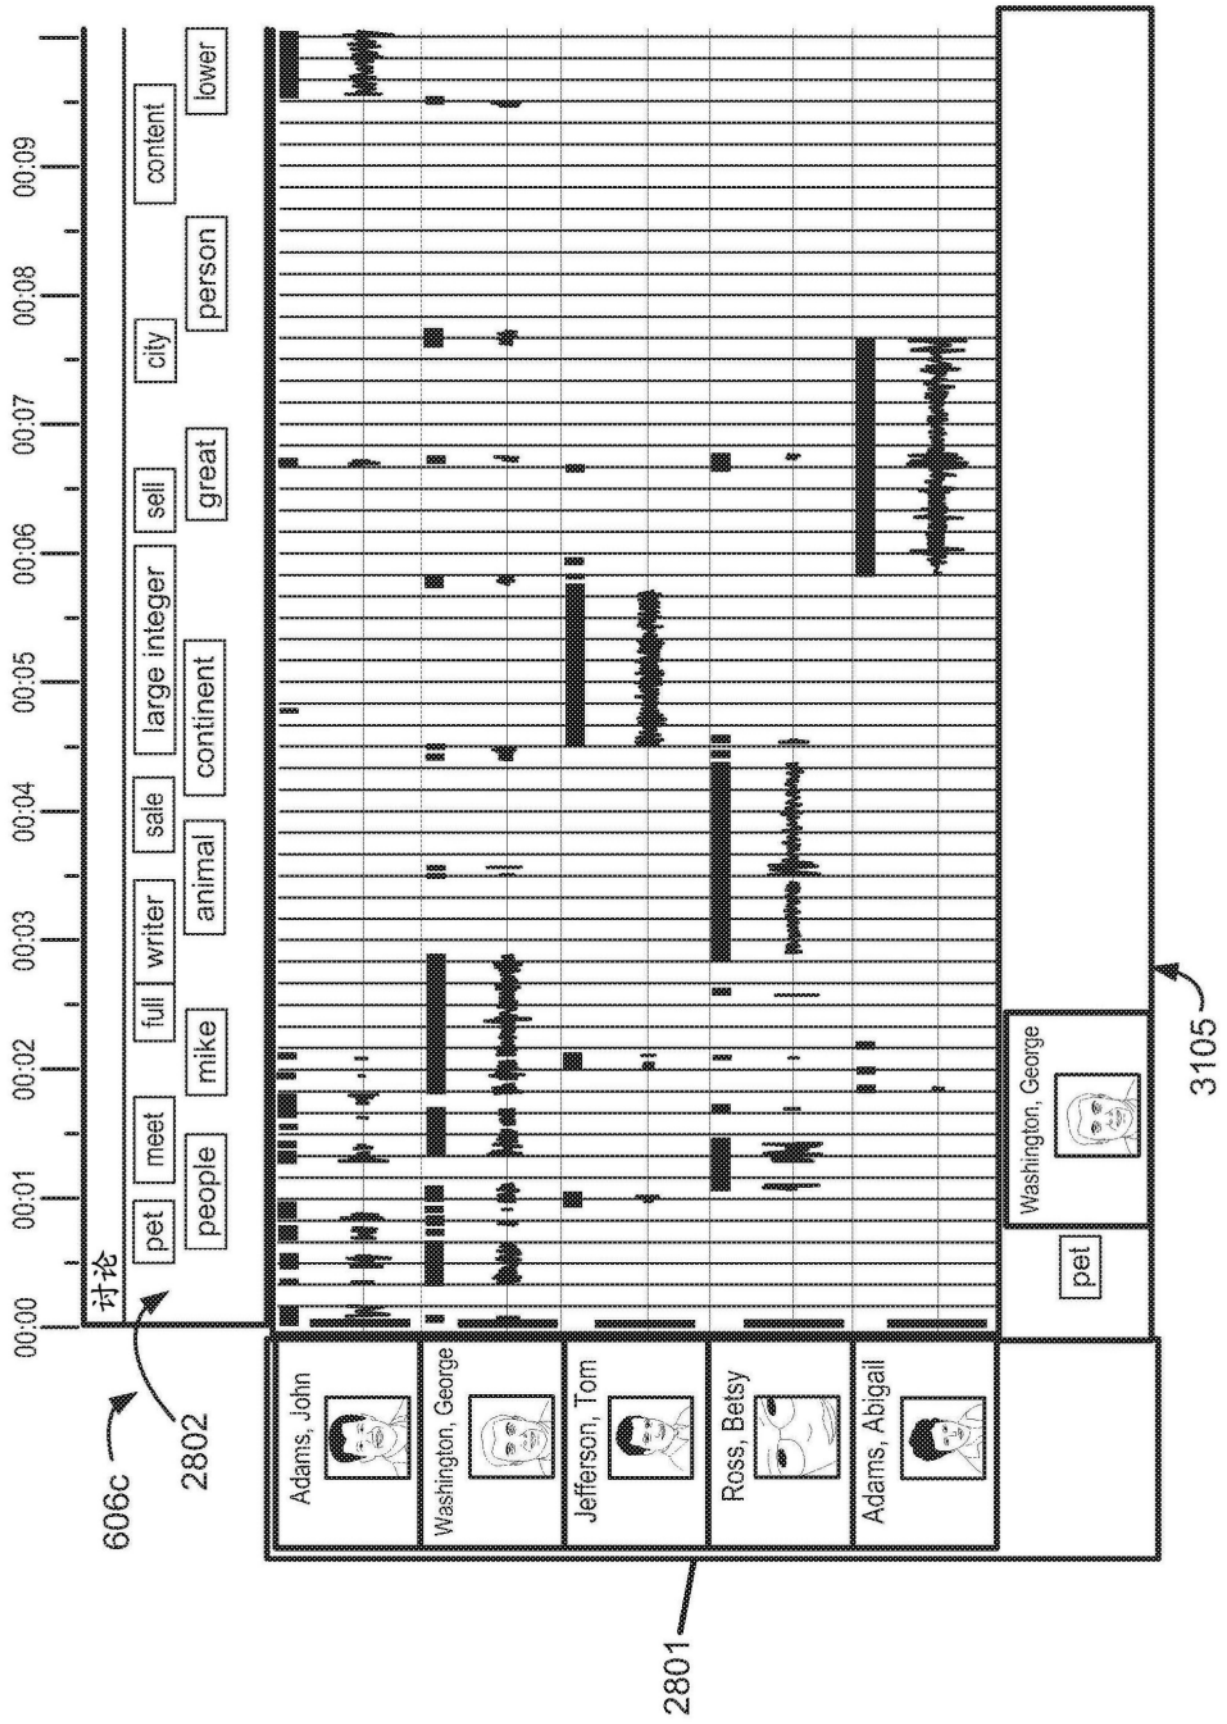 606c
2802
00:00 00:01 00:02 00:03 00:04 00:05 00:06 00:07 00:08 00:09
讨论
pet meet full writer sale large integer sell city content
people mike animal continent great person lower
Adams, John
Washington, George
Jefferson, Tom
Ross, Betsy
Adams, Abigail
2801
pet
Washington, George
3105